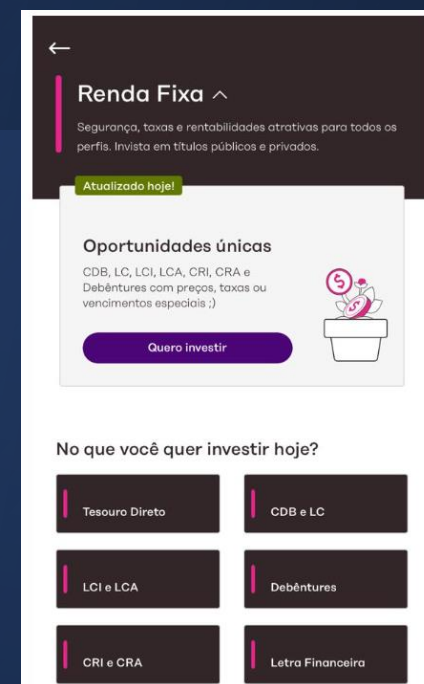 Renda Fixa
Segurança, taxas e rentabilidades atrativas para todos os
perfis. Invista em títulos públicos e privados.
Atualizado hoje!
Oportunidades únicas
CDB, LC, LCI, LCA, CRI, CRA e
Debêntures com preços, taxas ou
vencimentos especiais ;)
$
$
Quero investir
No que você quer investir hoje?
Tesouro Direto
CDB e LC
LCI e LCA
Debêntures
CRI e CRA
Letra Financeira